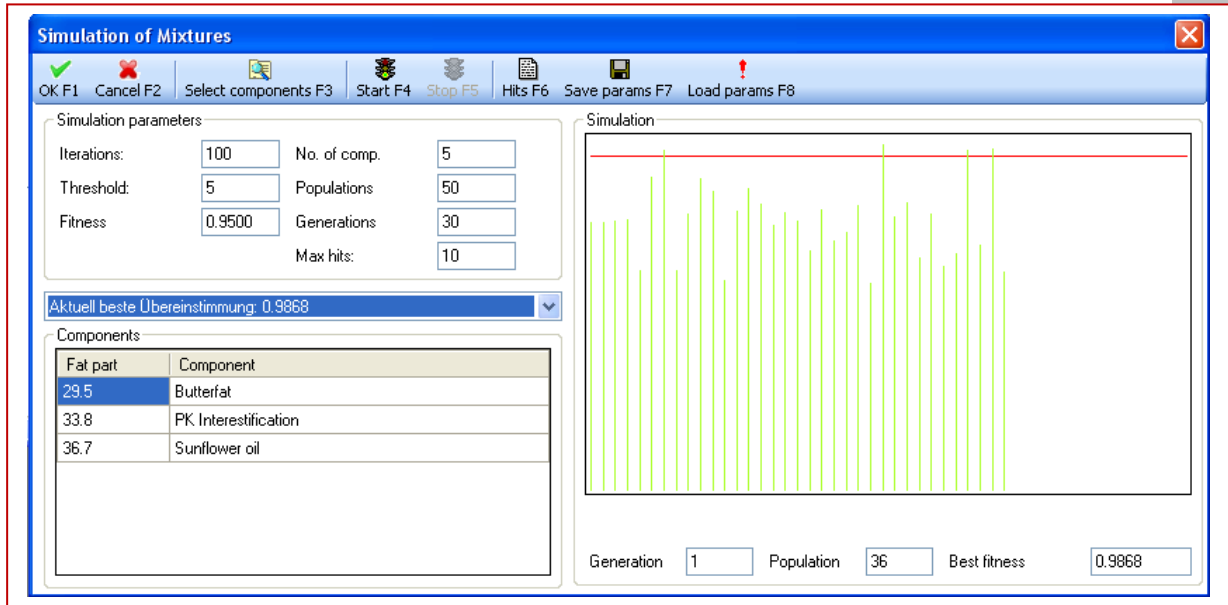 Simulation of Mixtures
OK F1 Cancel F2 Select components F3 Start F4 Stop F5 Hits F6 Save params F7 Load params F8
Simulation parameters
Iterations: 100 No. of comp. 5
Threshold: 5 Populations 50
Fitness 0.9500 Generations 30
Max hits: 10
Aktuell beste Übereinstimmung: 0.9868
Components
Fat part Component
29.5 Butterfat
33.8 PK Interestification
36.7 Sunflower oil
Simulation
Generation 1 Population 36 Best fitness 0.9868